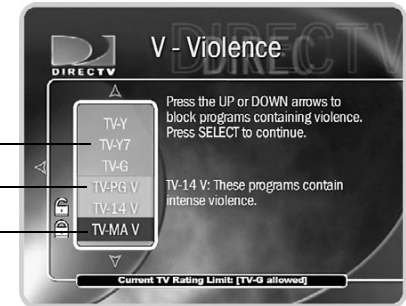 DIRECTV
V - Violence
Press the UP or DOWN arrows to
block programs containing violence.
Press SELECT to continue.
TV-Y
TV-Y7
TV-G
TV-PG V
TV-14 V
TV-MA V
TV-14 V: These programs contain
intense violence.
Current TV Rating Limit: [TV-G allowed]